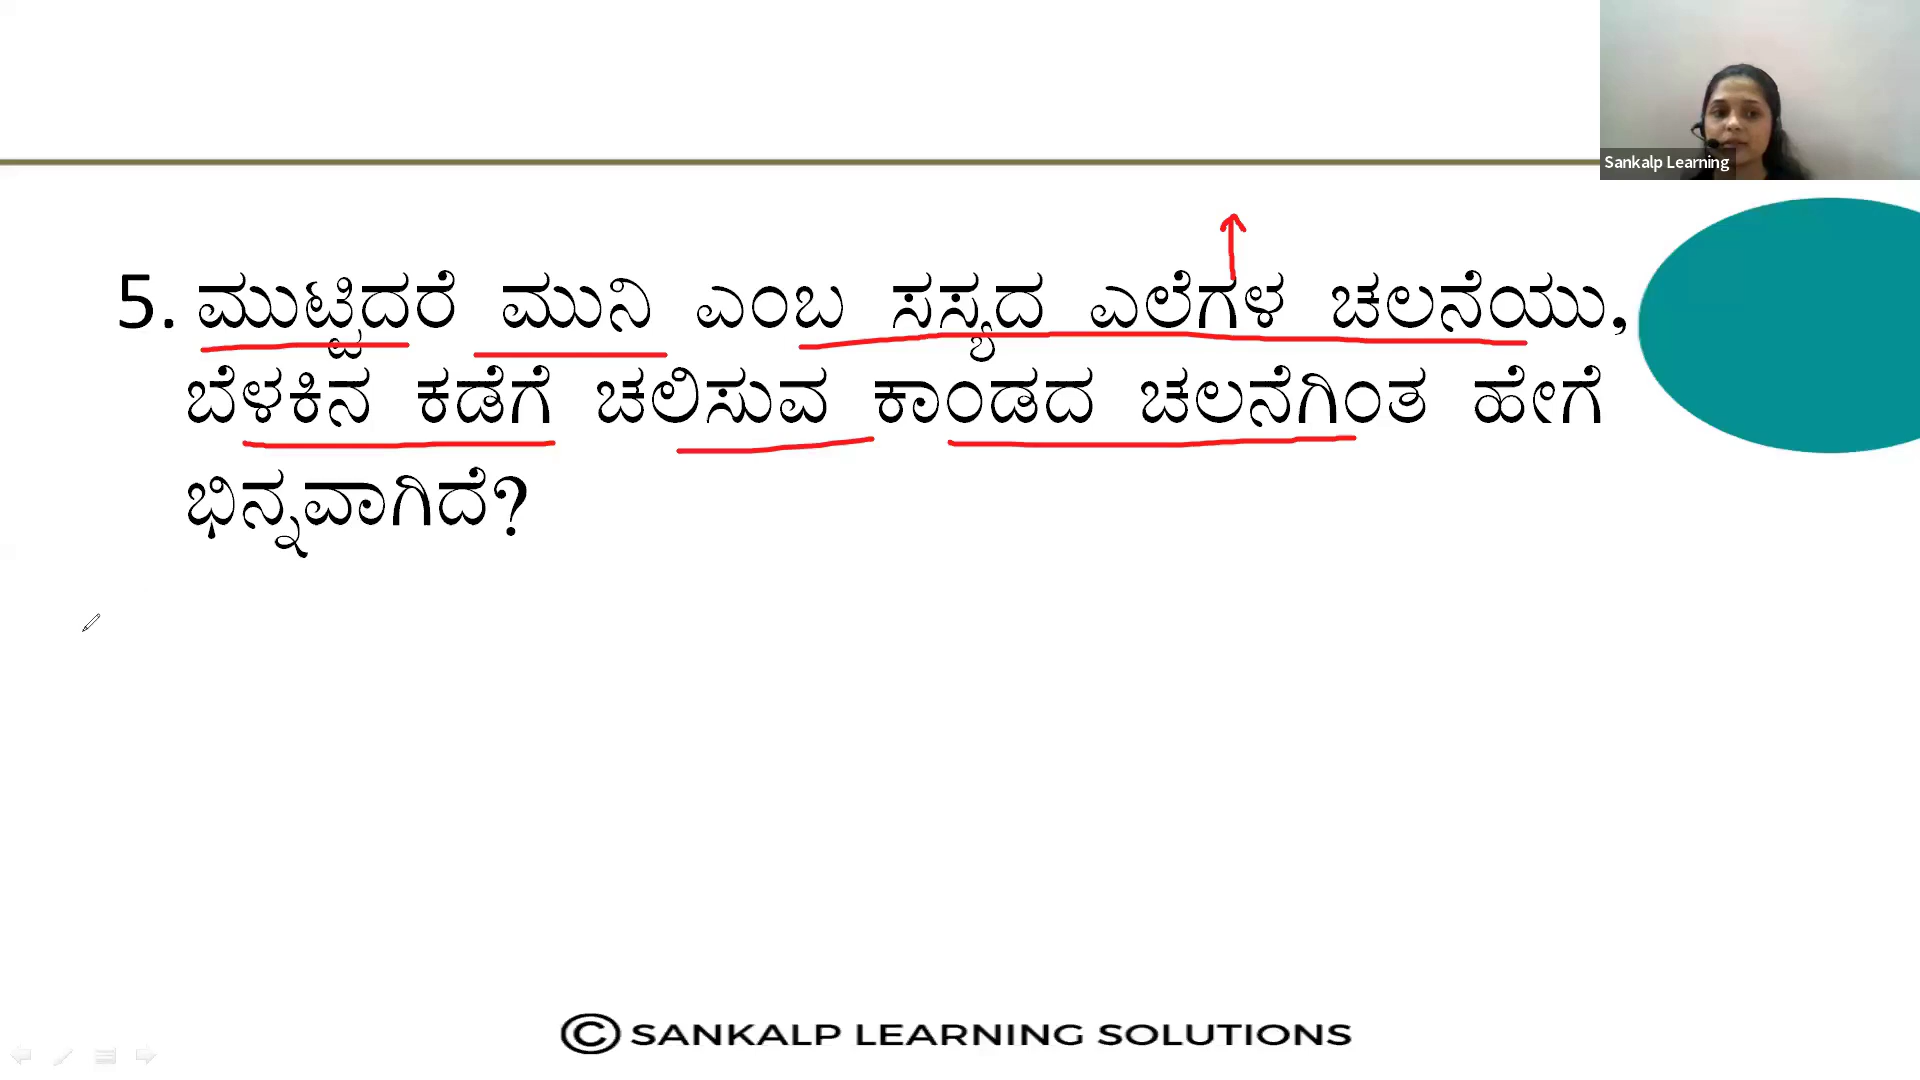 Sankalp Learning
5. ಮುಟ್ಟಿದರೆ ಮುನಿ ಎಂಬ ಸಸ್ಯದ ಎಲೆಗಳ ಚಲನೆಯು,
ಬೆಳಕಿನ ಕಡೆಗೆ ಚಲಿಸುವ ಕಾಂಡದ ಚಲನೆಗಿಂತ ಹೇಗೆ
ಭಿನ್ನವಾಗಿದೆ?
© SANKALP LEARNING SOLUTIONS